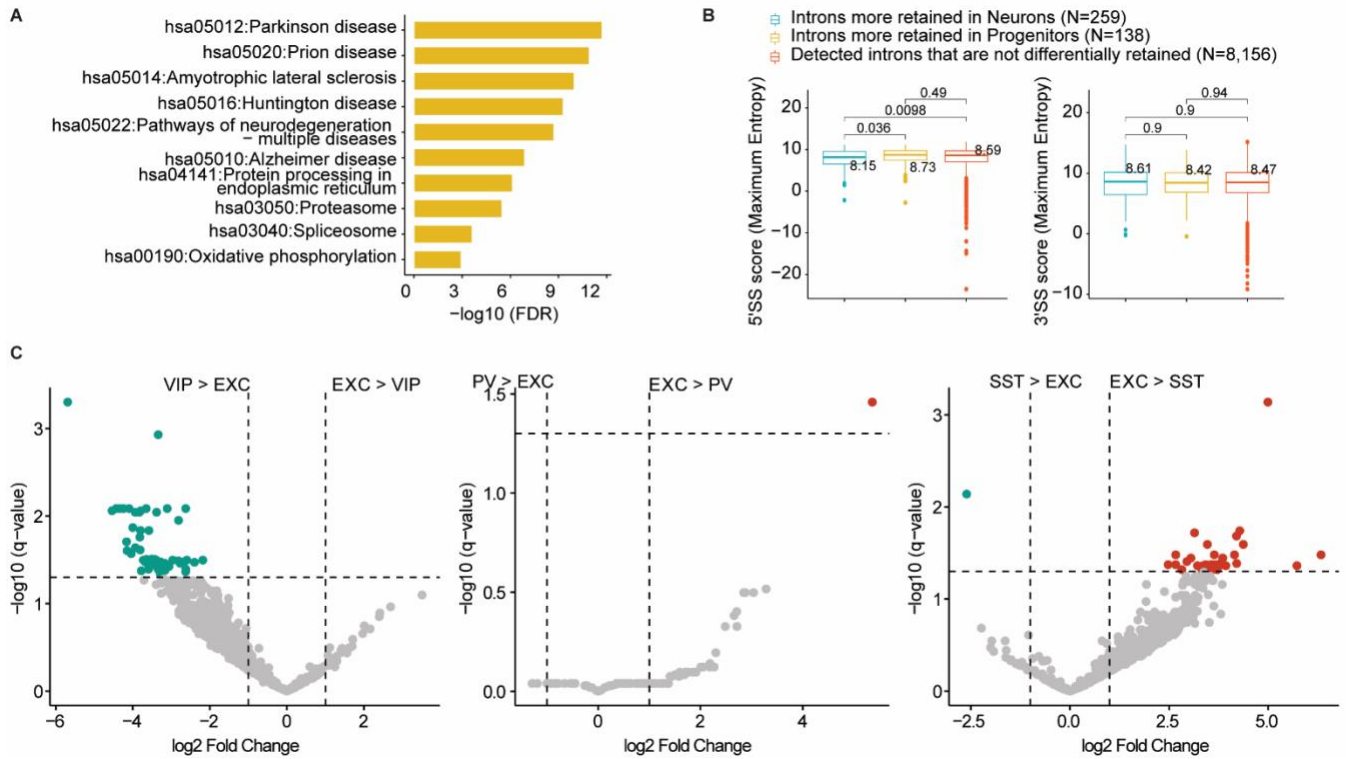 A
hsa05012:Parkinson disease
hsa05020:Prion disease
hsa05014:Amyotrophic lateral sclerosis
hsa05016:Huntington disease
hsa05022:Pathways of neurodegeneration
− multiple diseases
hsa05010:Alzheimer disease
hsa04141:Protein processing in
endoplasmic reticulum
hsa03050:Proteasome
hsa03040:Spliceosome
hsa00190:Oxidative phosphorylation
0 3 6 9 12
−log10 (FDR)
B
Introns more retained in Neurons (N=259)
Introns more retained in Progenitors (N=138)
Detected introns that are not differentially retained (N=8,156)
5'SS score (Maximum Entropy)
20
10
0
−10
−20
0.49
0.0098
0.036
8.15
8.73
8.59
3'SS score (Maximum Entropy)
20
10
0
−10
0.94
0.9
0.9
8.61
8.42
8.47
C
VIP > EXC
EXC > VIP
−log10 (q−value)
3
2
1
0
−6 −4 −2 0 2
log2 Fold Change
PV > EXC
EXC > PV
−log10 (q−value)
1.5
1.0
0.5
0.0
0 2 4
log2 Fold Change
SST > EXC
EXC > SST
−log10 (q−value)
3
2
1
0
−2.5 0.0 2.5 5.0
log2 Fold Change